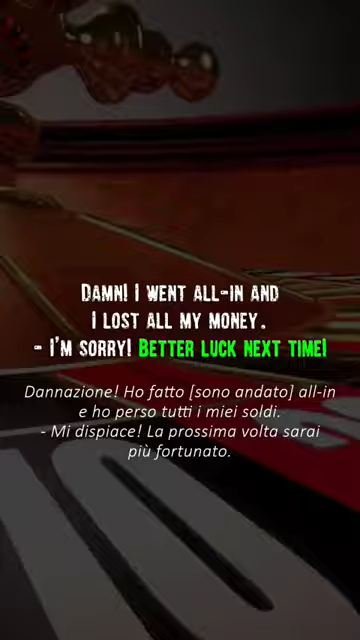 Damn! I went all-in and
I lost all my money.
- I'm sorry! Better luck next time!
Dannazione! Ho fatto [sono andato] all-in
e ho perso tutti i miei soldi.
- Mi dispiace! La prossima volta sarai
più fortunato.
10